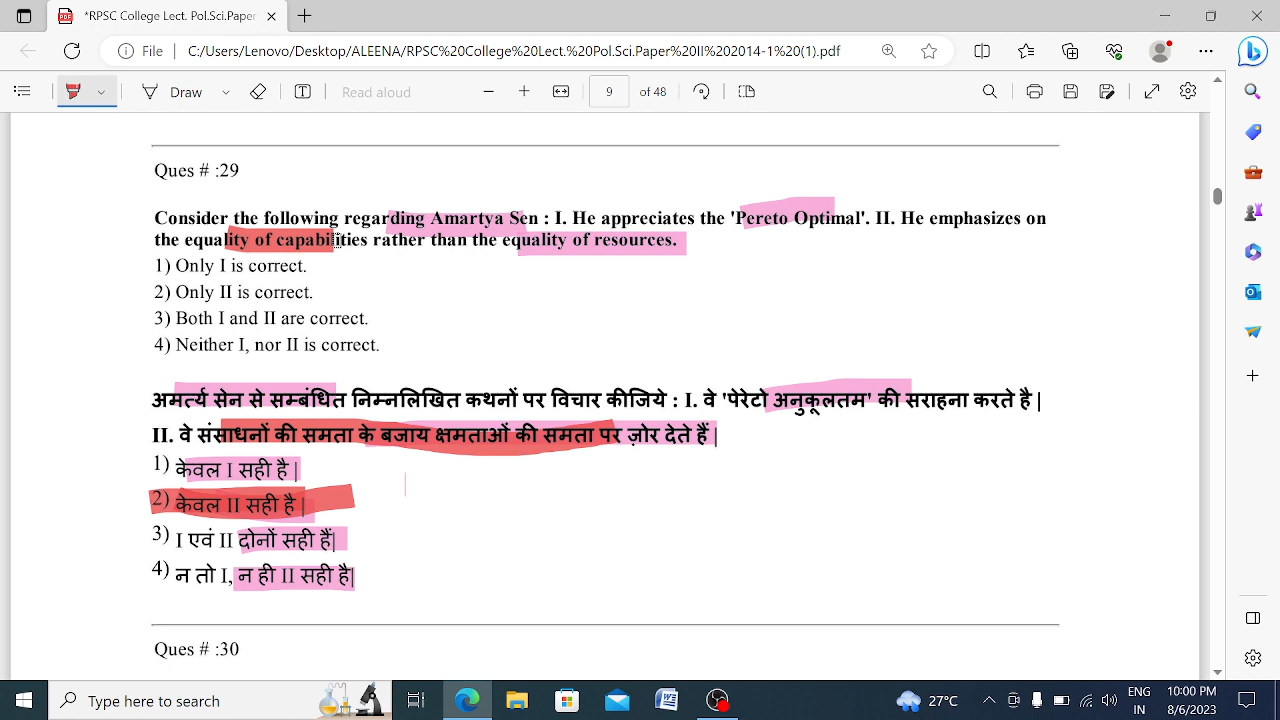 *RPSC College Lect. Pol.Sci.Paper
File
C:/Users/Lenovo/Desktop/ALEENA/RPSC%20College%20Lect.%20Pol.Sci.Paper%20II%202014-1%20(1).pdf
Draw
Read aloud
9
of 48
Ques # :29
Consider the following regarding Amartya Sen : I. He appreciates the 'Pereto Optimal'. II. He emphasizes on
the equality of capabilities rather than the equality of resources.
1) Only I is correct.
2) Only II is correct.
3) Both I and II are correct.
4) Neither I, nor II is correct.
अमर्त्य सेन से सम्बंधित निम्नलिखित कथनों पर विचार कीजिये : I. वे 'पेरेटो अनुकूलतम' की सराहना करते है |
II. वे संसाधनों की समता के बजाय क्षमताओं की समता पर ज़ोर देते हैं |
1) केवल I सही है |
2) केवल II सही है |
3) I एवं II दोनों सही हैं|
4) न तो I, न ही II सही है|
Ques # :30
Type here to search
27°C
ENG
IN
10:00 PM
8/6/2023